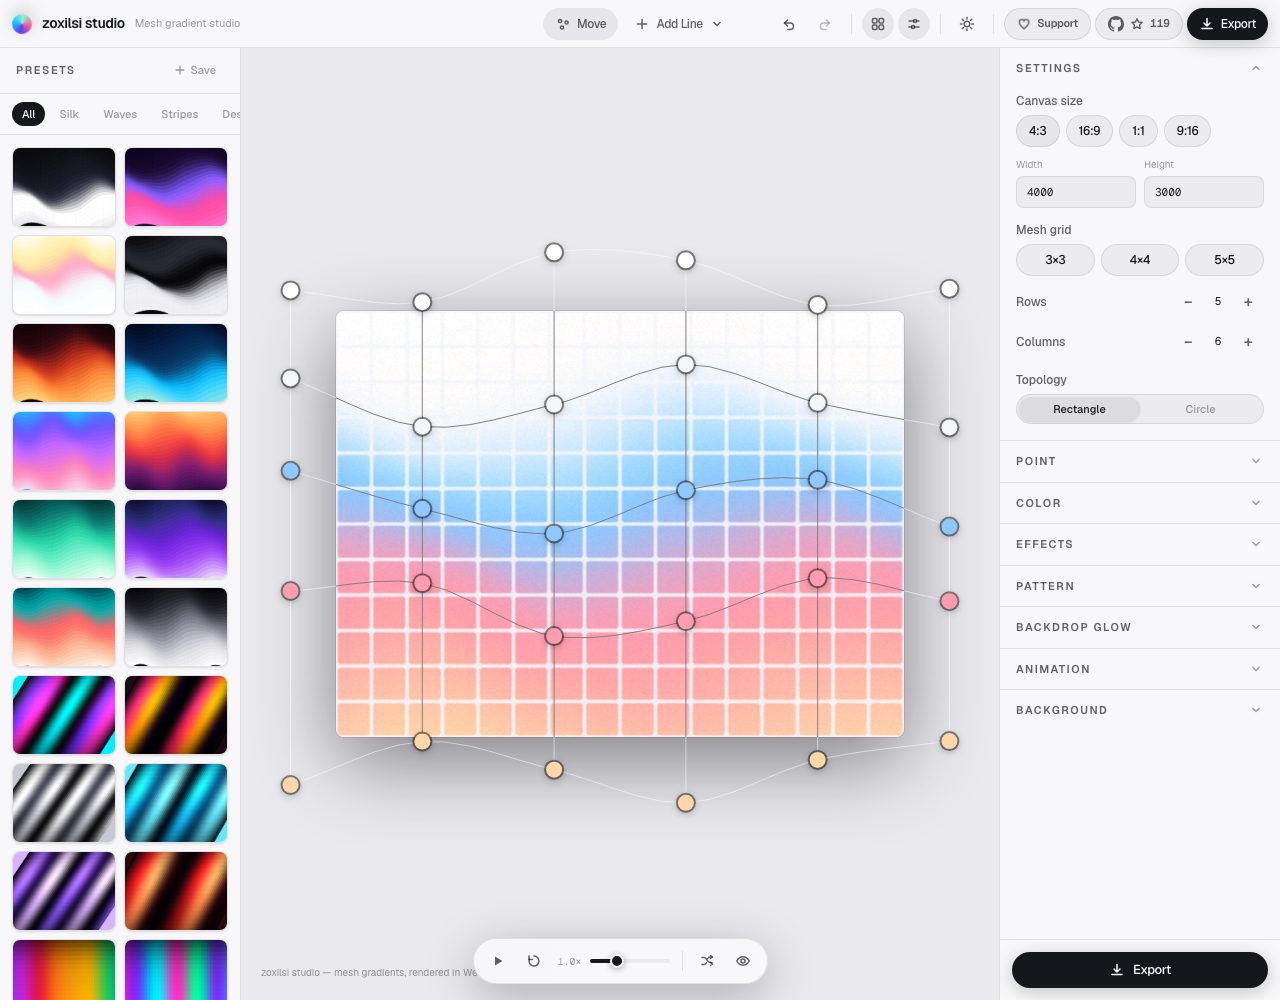 zoxilsi studio Mesh gradient studio Move Add Line Support 119 Export
PRESETS Save
All Silk Waves Stripes Des
SETTINGS
Canvas size
4:3 16:9 1:1 9:16
Width Height
4000 3000
Mesh grid
3×3 4×4 5×5
Rows − 5 +
Columns − 6 +
Topology
Rectangle Circle
POINT
COLOR
EFFECTS
PATTERN
BACKDROP GLOW
ANIMATION
BACKGROUND
zoxilsi studio — mesh gradients, rendered in We
1.0×
Export